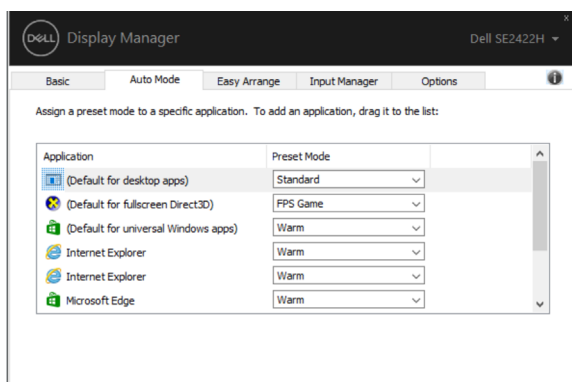 x
DELL Display Manager Dell SE2422H
Basic Auto Mode Easy Arrange Input Manager Options
Assign a preset mode to a specific application. To add an application, drag it to the list:
Application Preset Mode
(Default for desktop apps) Standard
(Default for fullscreen Direct3D) FPS Game
(Default for universal Windows apps) Warm
Internet Explorer Warm
Internet Explorer Warm
Microsoft Edge Warm